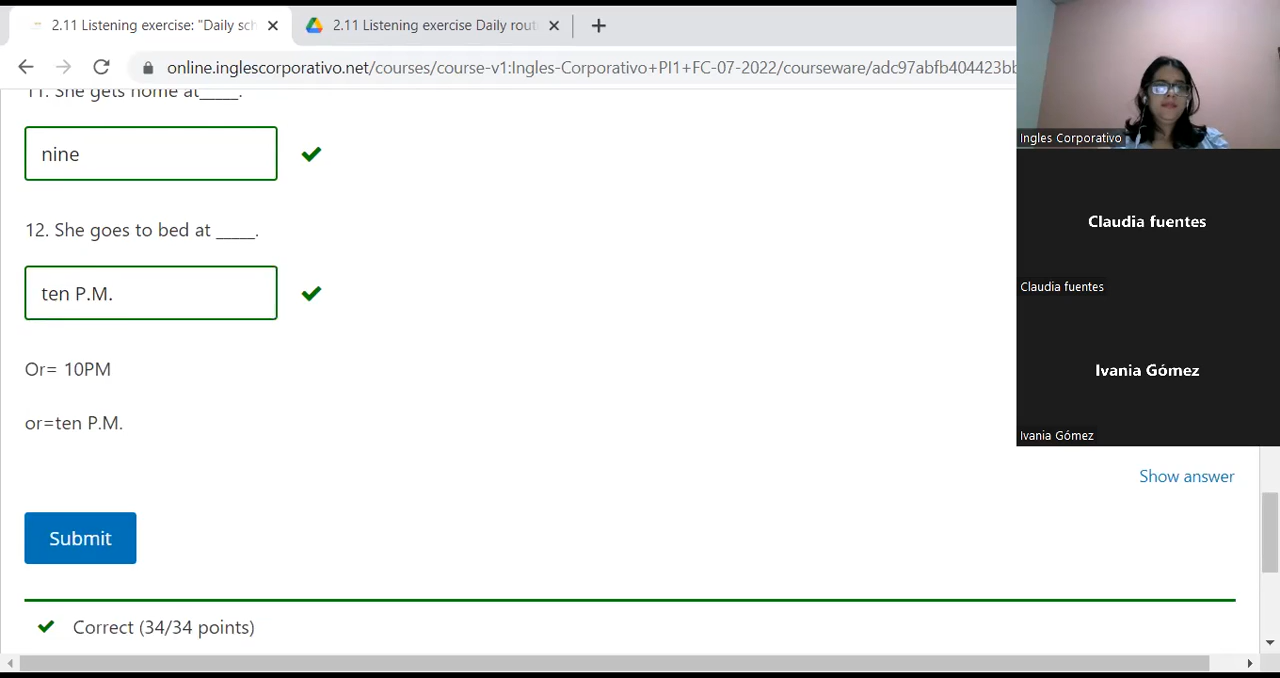 2.11 Listening exercise: "Daily sch
2.11 Listening exercise Daily rout
online.inglescorporativo.net/courses/course-v1:Ingles-Corporativo+PI1+FC-07-2022/courseware/adc97abfb404423bb
11. She gets home at_____.
nine
12. She goes to bed at _____.
ten P.M.
Or= 10PM
or=ten P.M.
Show answer
Submit
Correct (34/34 points)
Ingles Corporativo
Claudia fuentes
Claudia fuentes
Ivania Gómez
Ivania Gómez